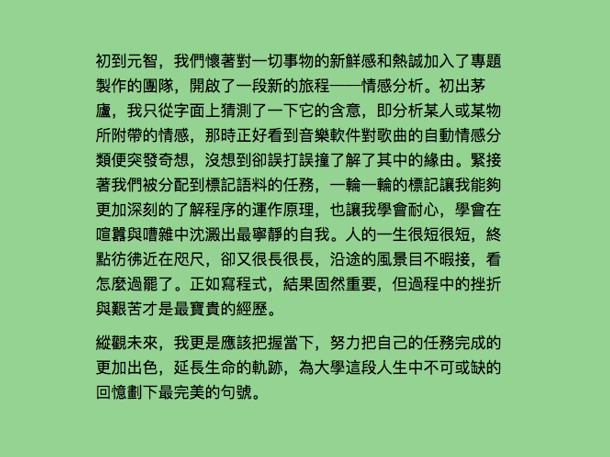 初到元智，我們懷著對一切事物的新鮮感和熱誠加入了專題
製作的團隊，開啟了一段新的旅程——情感分析。初出茅
廬，我只從字面上猜測了一下它的含意，即分析某人或某物
所附帶的情感，那時正好看到音樂軟件對歌曲的自動情感分
類便突發奇想，沒想到卻誤打誤撞了解了其中的緣由。緊接
著我們被分配到標記語料的任務，一輪一輪的標記讓我能夠
更加深刻的了解程序的運作原理，也讓我學會耐心，學會在
喧囂與嘈雜中沈澱出最寧靜的自我。人的一生很短很短，終
點彷彿近在咫尺，卻又很長很長，沿途的風景目不暇接，看
怎麼過罷了。正如寫程式，結果固然重要，但過程中的挫折
與艱苦才是最寶貴的經歷。
縱觀未來，我更是應該把握當下，努力把自己的任務完成的
更加出色，延長生命的軌跡，為大學這段人生中不可或缺的
回憶劃下最完美的句號。